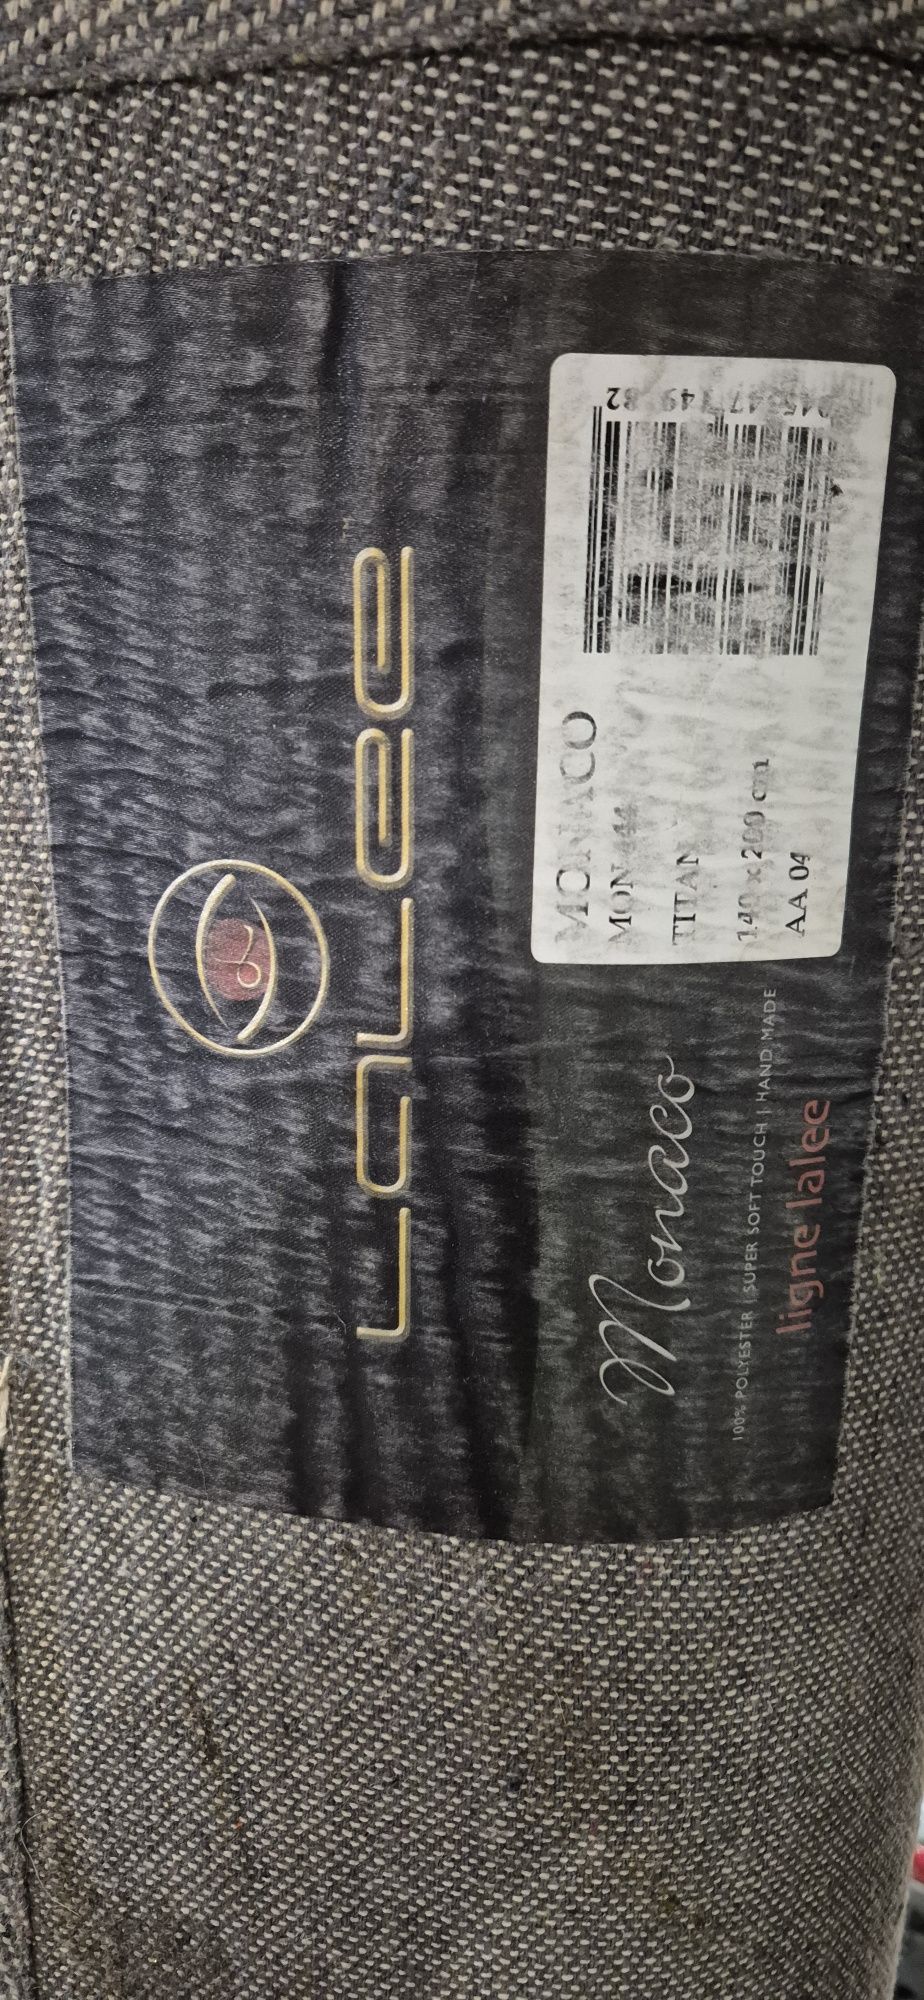 LaLee
Monaco
100% POLYESTER | SUPER SOFT TOUCH | HAND MADE
ligne lalee
MONACO
MON 444
TITAN
140 x 200 cm
AA 04